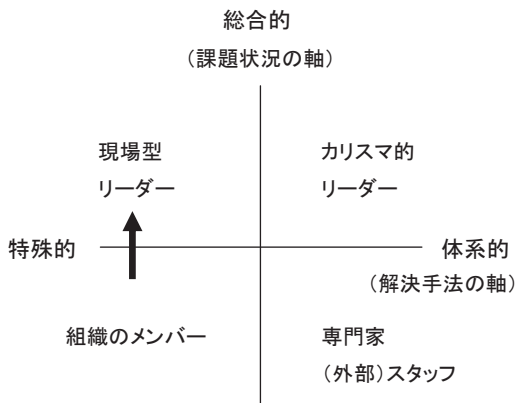 総合的
（課題状況の軸）
現場型
リーダー
カリスマ的
リーダー
特殊的
体系的
（解決手法の軸）
組織のメンバー
専門家
（外部）スタッフ